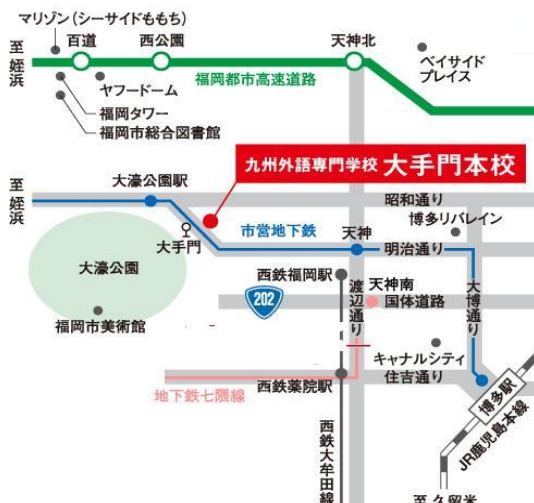 マリゾン（シーサイドももち）
至姪浜
百道
西公園
天神北
ベイサイド
プレイス
ヤフードーム
福岡都市高速道路
福岡タワー
福岡市総合図書館
九州外語専門学校 大手門本校
至姪浜
大濠公園駅
昭和通り
博多リバレイン
大手門
市営地下鉄
天神
明治通り
大濠公園
西鉄福岡駅
天神南
渡辺通り
大博通り
202
国体道路
福岡市美術館
キャナルシティ
住吉通り
地下鉄七隈線
西鉄薬院駅
博多駅
西鉄大牟田線
JR鹿児島本線
至久留米